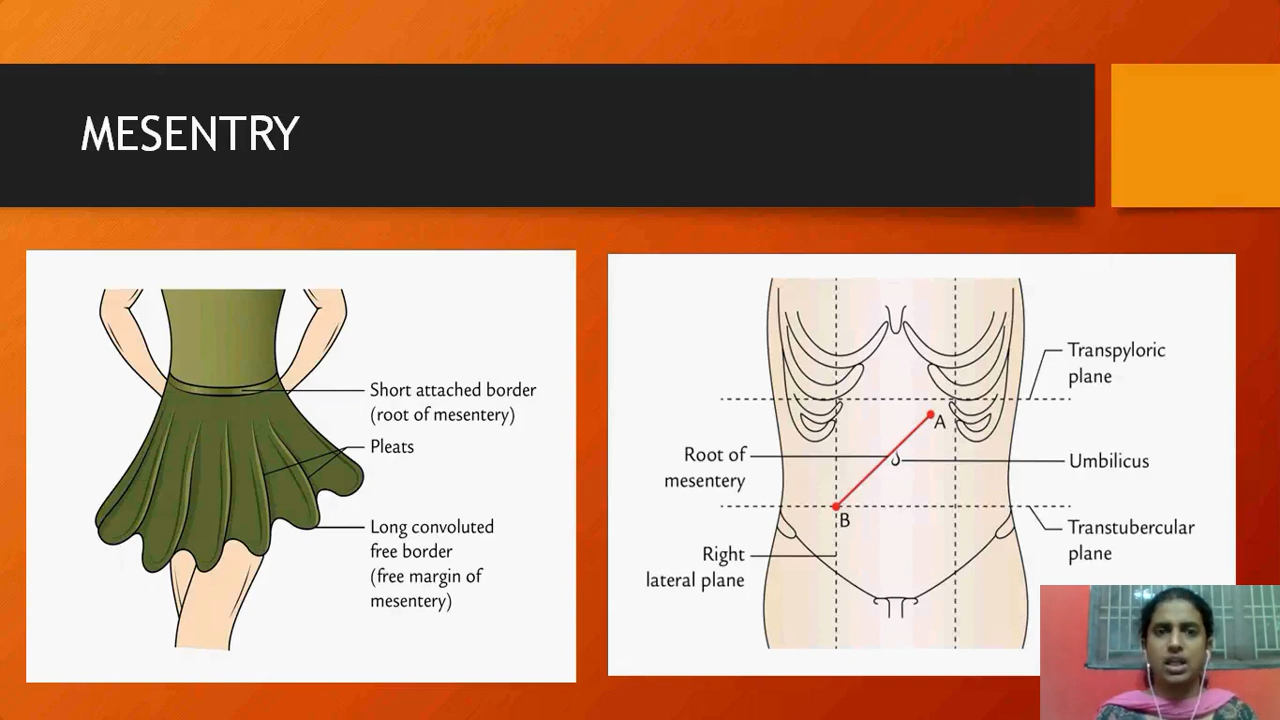 MESENTRY
Short attached border
(root of mesentery)
Pleats
Long convoluted
free border
(free margin of
mesentery)
Transpyloric
plane
A
Root of
mesentery
Umbilicus
B
Transtubercular
plane
Right
lateral plane